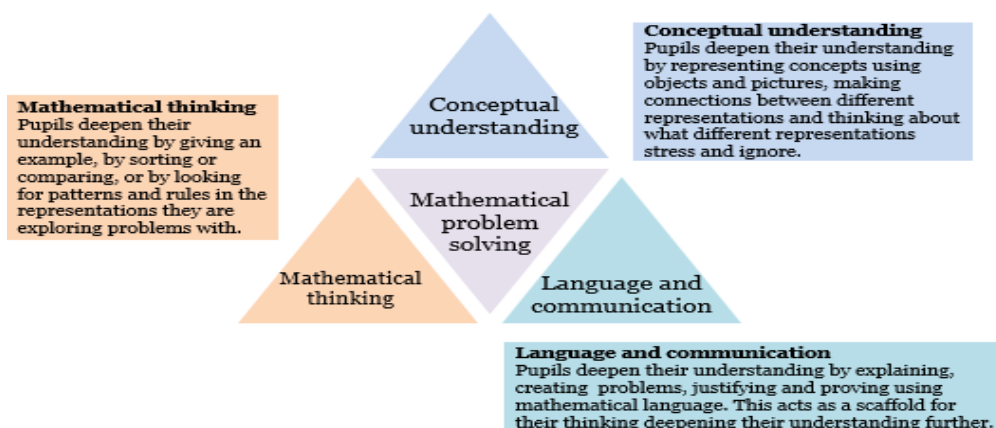 Conceptual understanding
Pupils deepen their understanding
by representing concepts using
objects and pictures, making
connections between different
representations and thinking about
what different representations
stress and ignore.
Conceptual
understanding
Mathematical thinking
Pupils deepen their
understanding by giving an
example, by sorting or
comparing, or by looking
for patterns and rules in the
representations they are
exploring problems with.
Mathematical
problem
solving
Mathematical
thinking
Language and
communication
Language and communication
Pupils deepen their understanding by explaining,
creating problems, justifying and proving using
mathematical language. This acts as a scaffold for
their thinking deepening their understanding further.